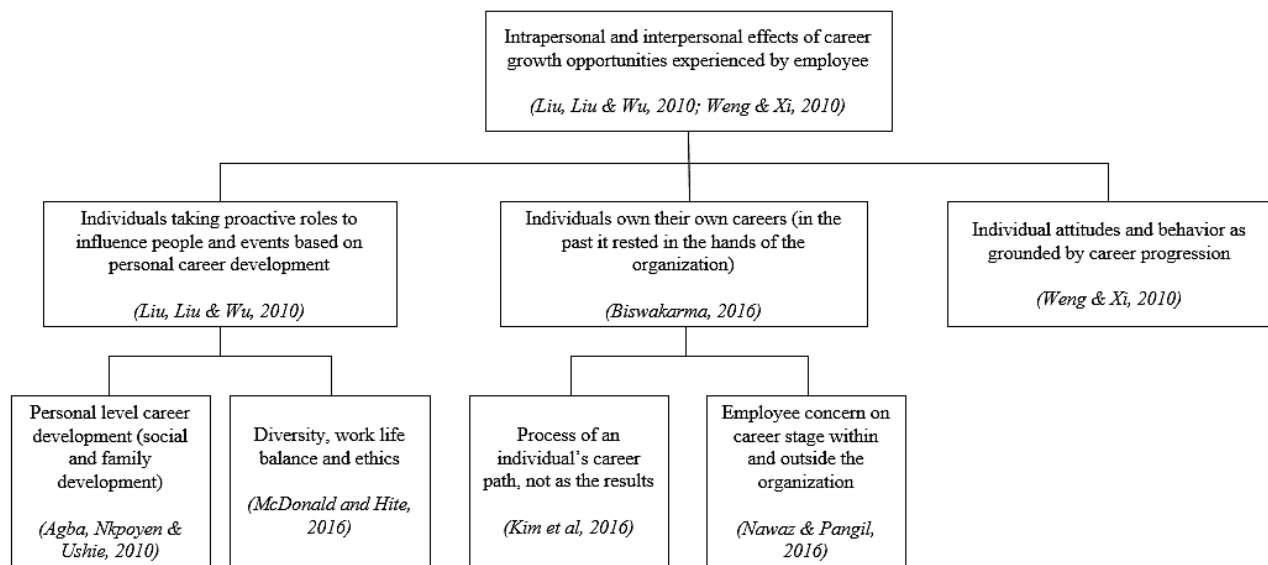 Intrapersonal and interpersonal effects of career
growth opportunities experienced by employee
(Liu, Liu & Wu, 2010; Weng & Xi, 2010)
Individuals taking proactive roles to
influence people and events based on
personal career development
(Liu, Liu & Wu, 2010)
Individuals own their own careers (in the
past it rested in the hands of the
organization)
(Biswakarma, 2016)
Individual attitudes and behavior as
grounded by career progression
(Weng & Xi, 2010)
Personal level career
development (social
and family
development)
(Agba, Nkpoyen &
Ushie, 2010)
Diversity, work life
balance and ethics
(McDonald and Hite,
2016)
Process of an
individual’s career
path, not as the results
(Kim et al, 2016)
Employee concern on
career stage within
and outside the
organization
(Nawaz & Pangil,
2016)